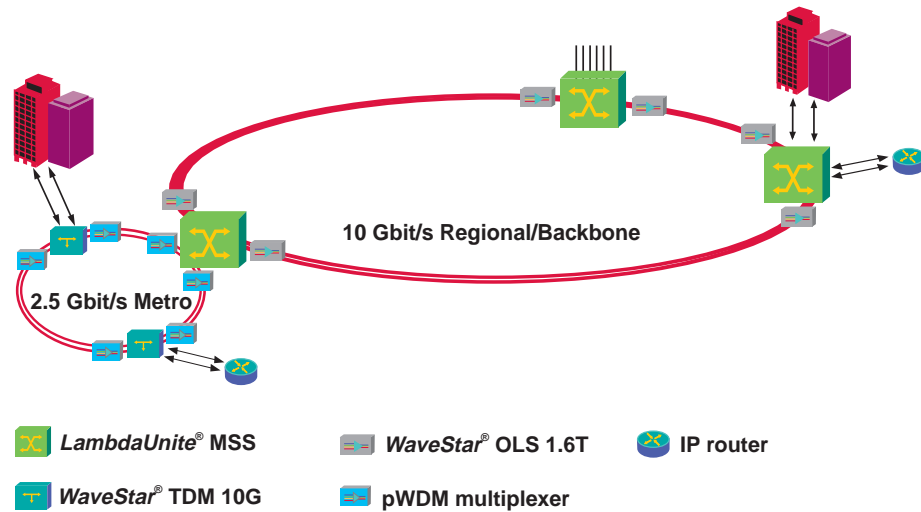 10 Gbit/s Regional/Backbone
2.5 Gbit/s Metro
LambdaUnite® MSS
WaveStar® OLS 1.6T
IP router
WaveStar® TDM 10G
pWDM multiplexer